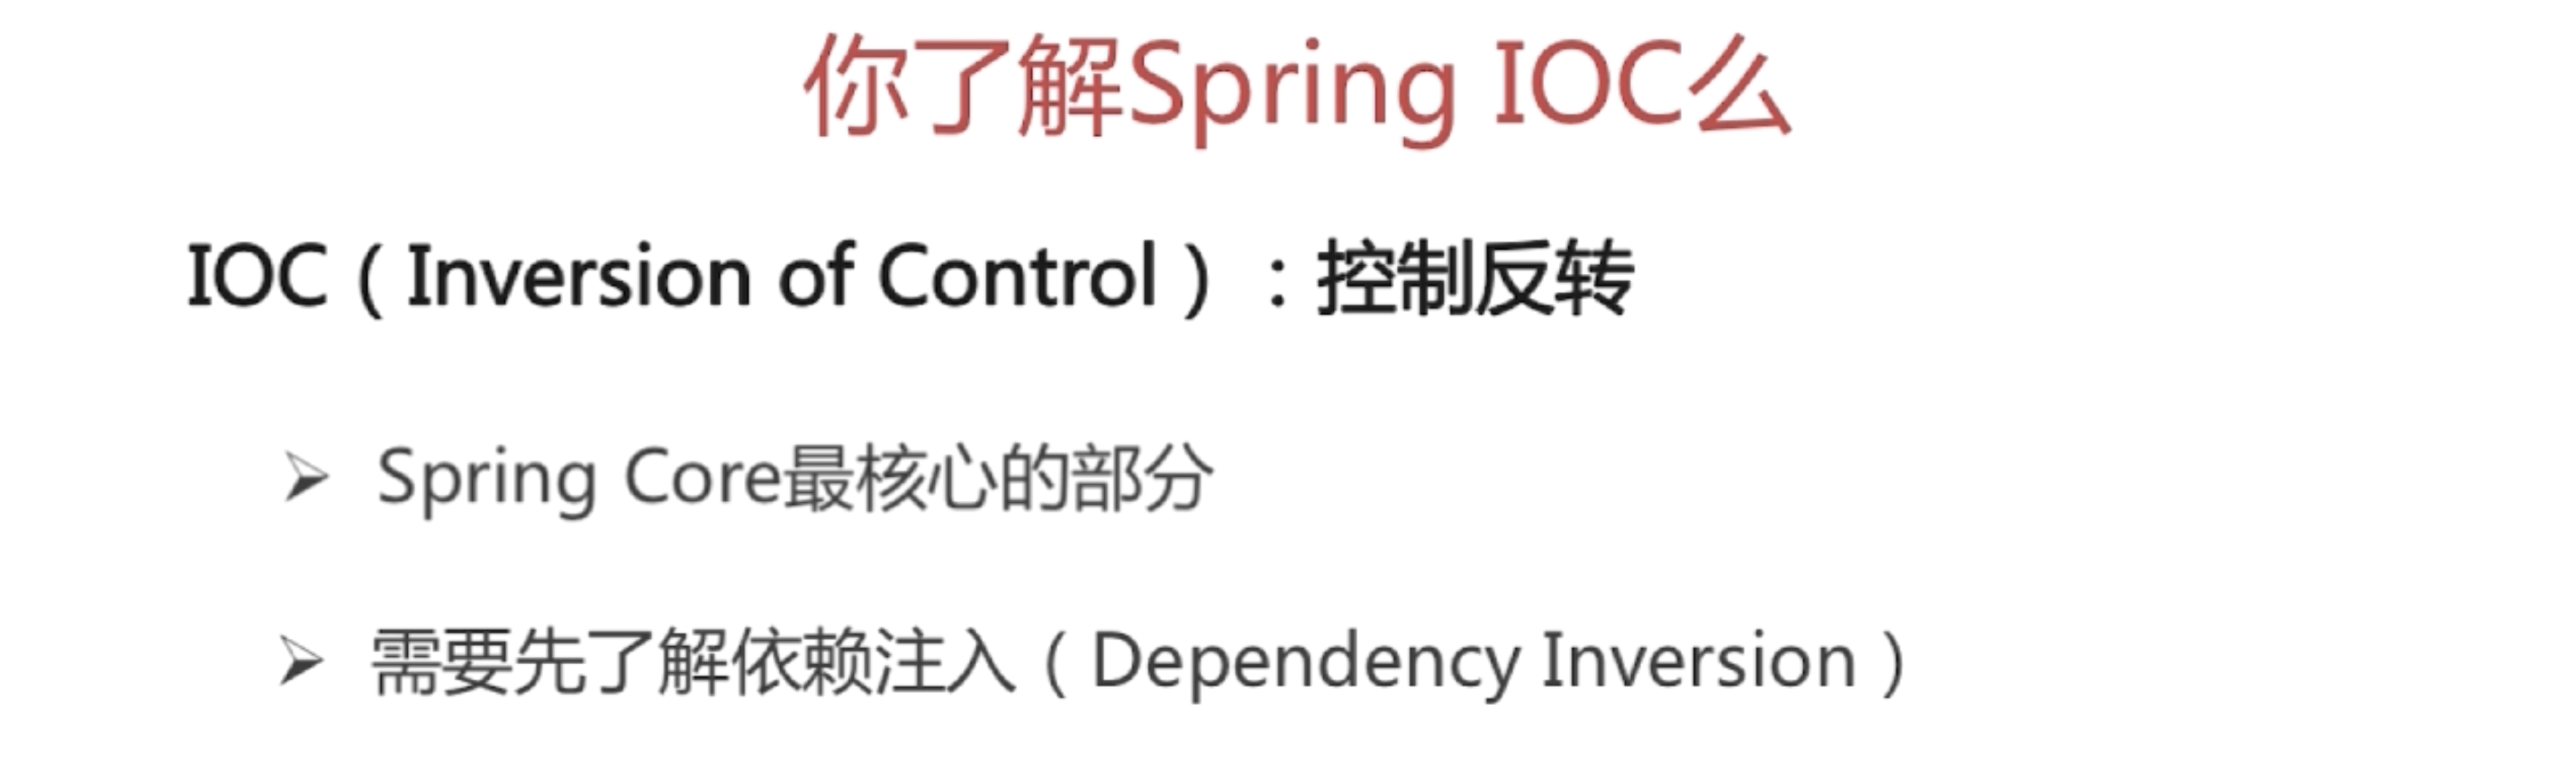 你了解Spring IOC么
IOC（Inversion of Control）：控制反转
➢ Spring Core最核心的部分
➢ 需要先了解依赖注入（Dependency Inversion）